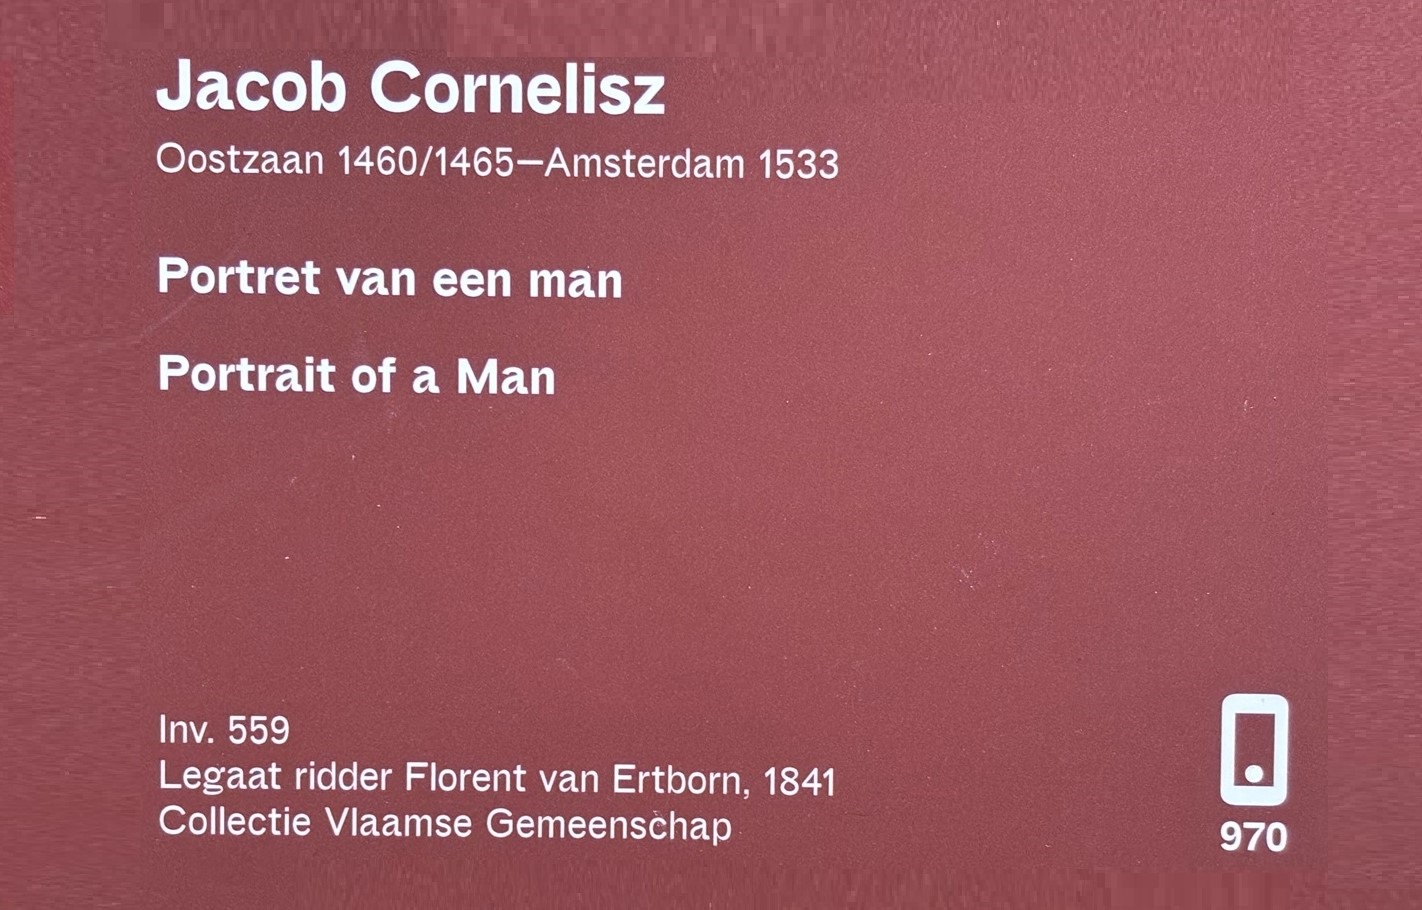 Jacob Cornelisz
Oostzaan 1460/1465—Amsterdam 1533
Portret van een man
Portrait of a Man
Inv. 559
Legaat ridder Florent van Ertborn, 1841
Collectie Vlaamse Gemeenschap
970